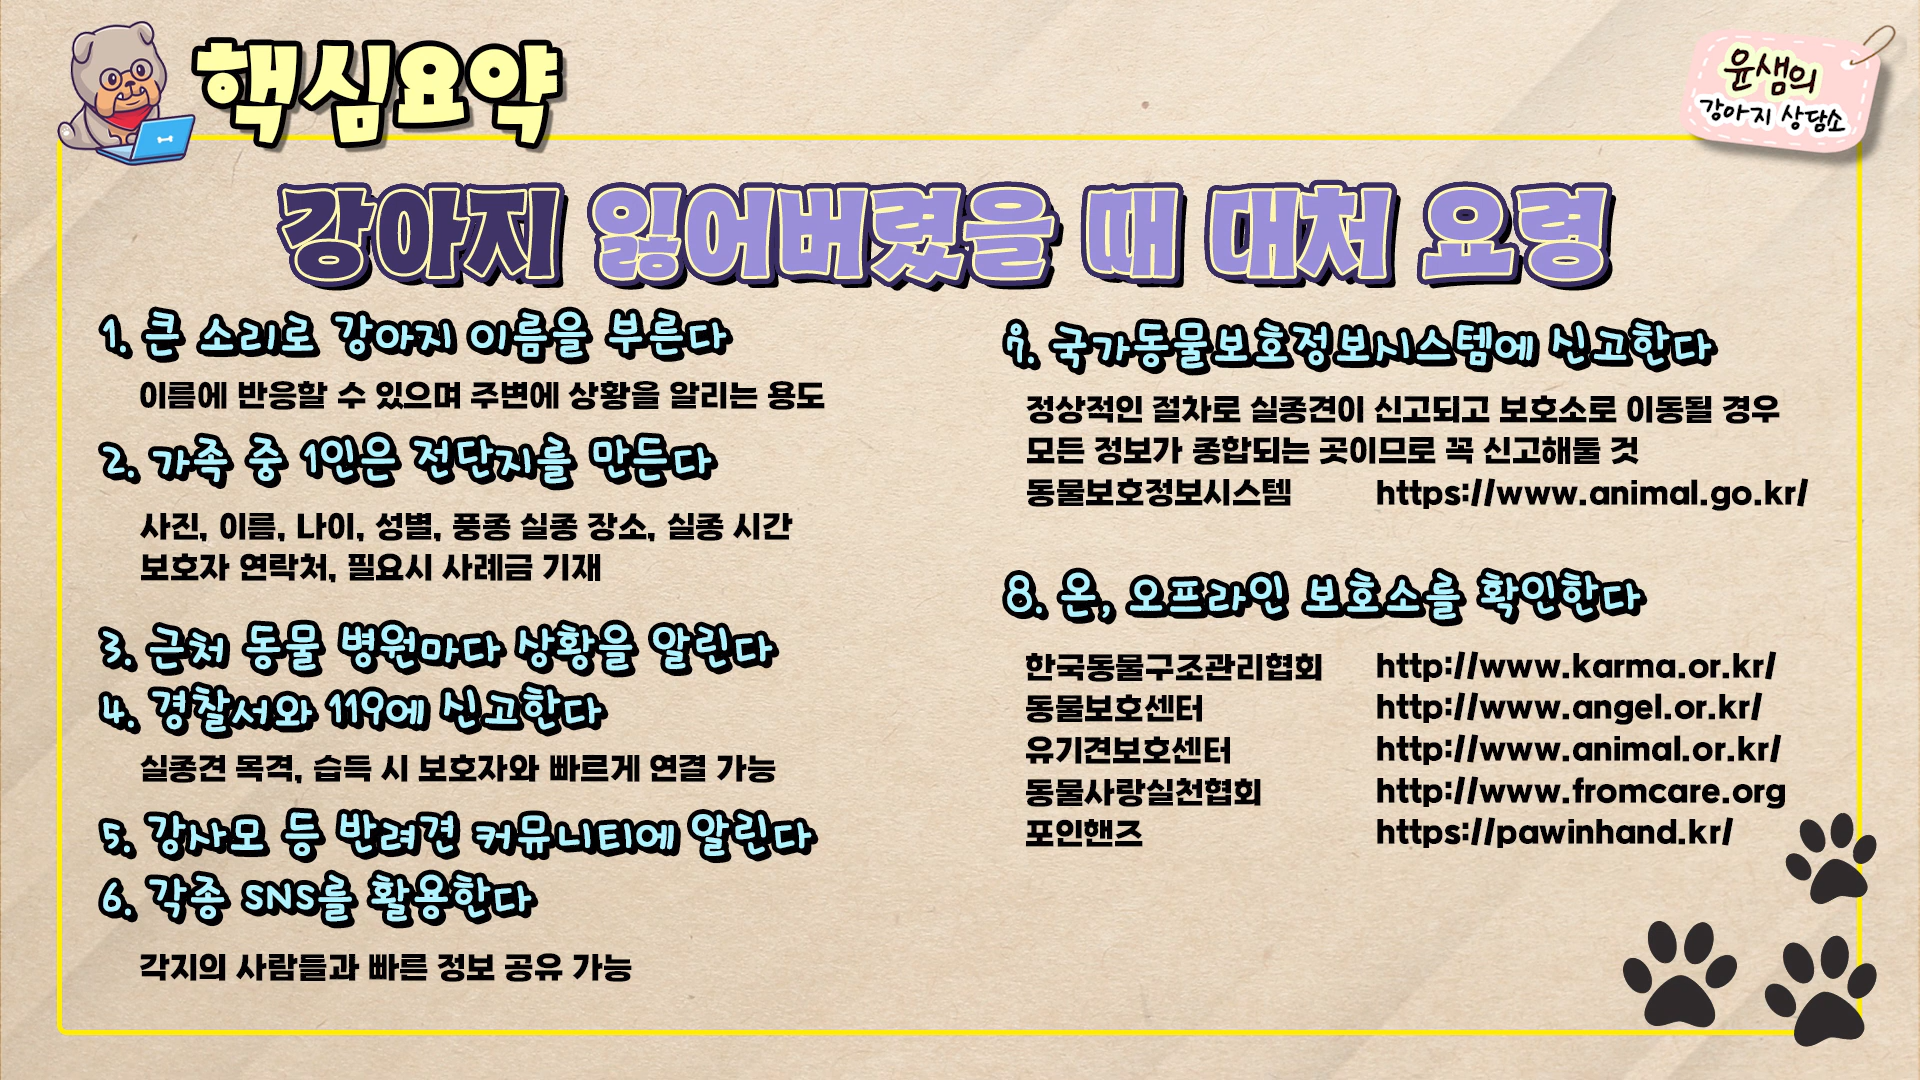 핵심요약
윤샘의
강아지 상담소
강아지 잃어버렸을 때 대처 요령
1. 큰 소리로 강아지 이름을 부른다
이름에 반응할 수 있으며 주변에 상황을 알리는 용도
2. 가족 중 1인은 전단지를 만든다
사진, 이름, 나이, 성별, 품종 실종 장소, 실종 시간
보호자 연락처, 필요시 사례금 기재
3. 근처 동물 병원마다 상황을 알린다
4. 경찰서와 119에 신고한다
실종견 목격, 습득 시 보호자와 빠르게 연결 가능
5. 강사모 등 반려견 커뮤니티에 알린다
6. 각종 SNS를 활용한다
각지의 사람들과 빠른 정보 공유 가능
7. 국가동물보호정보시스템에 신고한다
정상적인 절차로 실종견이 신고되고 보호소로 이동될 경우
모든 정보가 종합되는 곳이므로 꼭 신고해둘 것
동물보호정보시스템 https://www.animal.go.kr/
8. 온, 오프라인 보호소를 확인한다
한국동물구조관리협회 http://www.karma.or.kr/
동물보호센터 http://www.angel.or.kr/
유기견보호센터 http://www.animal.or.kr/
동물사랑실천협회 http://www.fromcare.org
포인핸즈 https://pawinhand.kr/